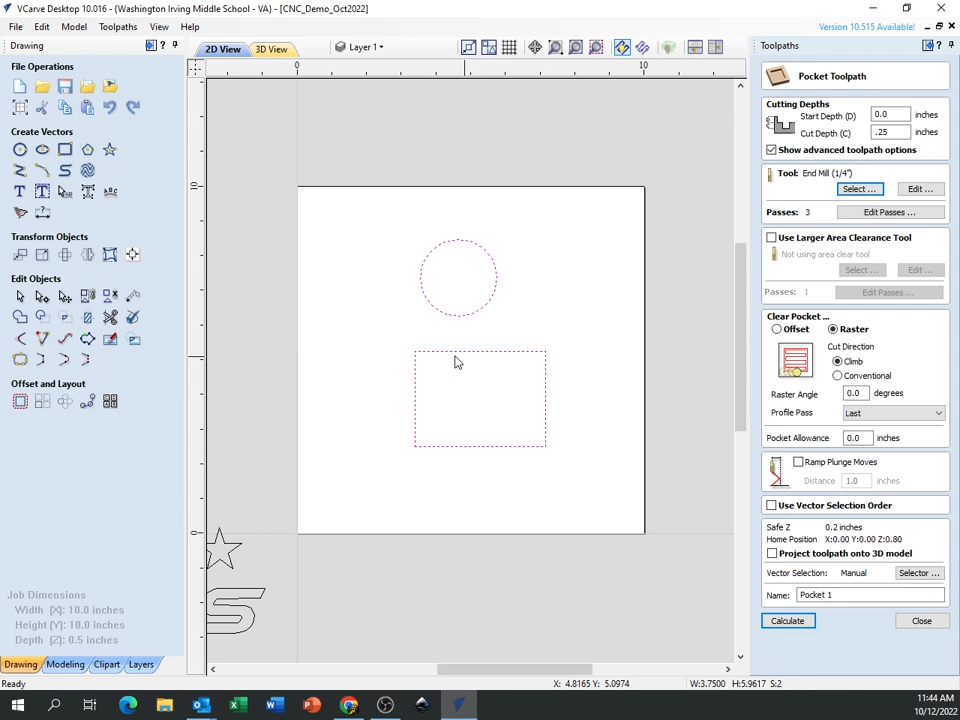 VCarve Desktop 10.016 - {Washington Irving Middle School - VA} - [CNC_Demo_Oct2022]
File Edit Model Toolpaths View Help Version 10.515 Available!
Drawing ? 2D View 3D View Layer 1 Toolpaths ?
0 10
File Operations
Create Vectors
T T T ABC
Transform Objects
Edit Objects
Offset and Layout
Job Dimensions
Width [X]: 10.0 inches
Height [Y]: 10.0 inches
Depth [Z]: 0.5 inches
Drawing Modeling Clipart Layers
10
0
S
Pocket Toolpath
Cutting Depths
Start Depth (D) 0.0 inches
Cut Depth (C) .25 inches
Show advanced toolpath options
Tool: End Mill (1/4")
Select ... Edit ...
Passes: 3 Edit Passes ...
Use Larger Area Clearance Tool
Not using area clear tool
Select ... Edit ...
Passes: 1 Edit Passes ...
Clear Pocket ...
Offset Raster
Cut Direction
Climb
Conventional
Raster Angle 0.0 degrees
Profile Pass Last
Pocket Allowance 0.0 inches
Ramp Plunge Moves
Distance 1.0 inches
Use Vector Selection Order
Safe Z 0.2 inches
Home Position X:0.00 Y:0.00 Z:0.80
Project toolpath onto 3D model
Vector Selection: Manual Selector ...
Name: Pocket 1
Calculate Close
Ready X: 4.8165 Y: 5.0974 W:3.7500 H:5.9617 S:2
11:44 AM
10/12/2022